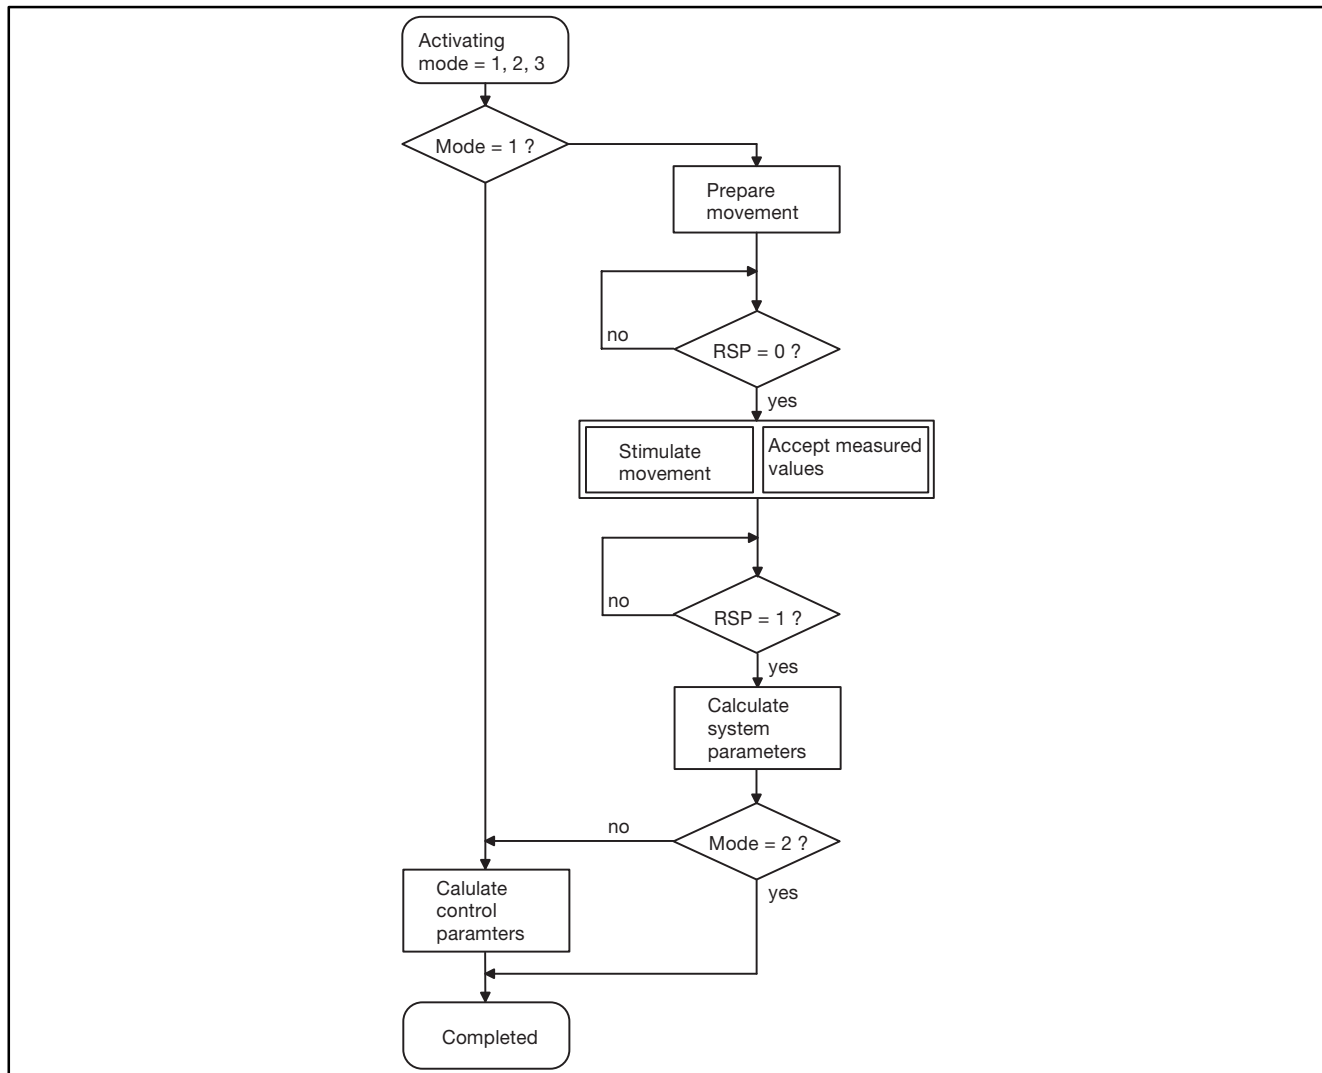 Activating
mode = 1, 2, 3
Mode = 1 ?
Prepare
movement
no
RSP = 0 ?
yes
Stimulate
movement
Accept measured
values
no
RSP = 1 ?
yes
Calculate
system
parameters
no
Mode = 2 ?
yes
Calulate
control
paramters
Completed